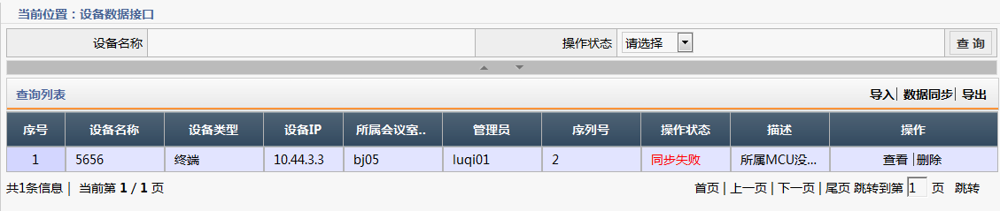 当前位置：设备数据接口
设备名称 操作状态 请选择 查 询
查询列表 导入| 数据同步| 导出
序号 设备名称 设备类型 设备IP 所属会议室.. 管理员 序列号 操作状态 描述 操作
1 5656 终端 10.44.3.3 bj05 luqi01 2 同步失败 所属MCU没... 查看 |删除
共1条信息| 当前第 1 / 1 页 首页 | 上一页 | 下一页 | 尾页 跳转到第 1 页 跳转